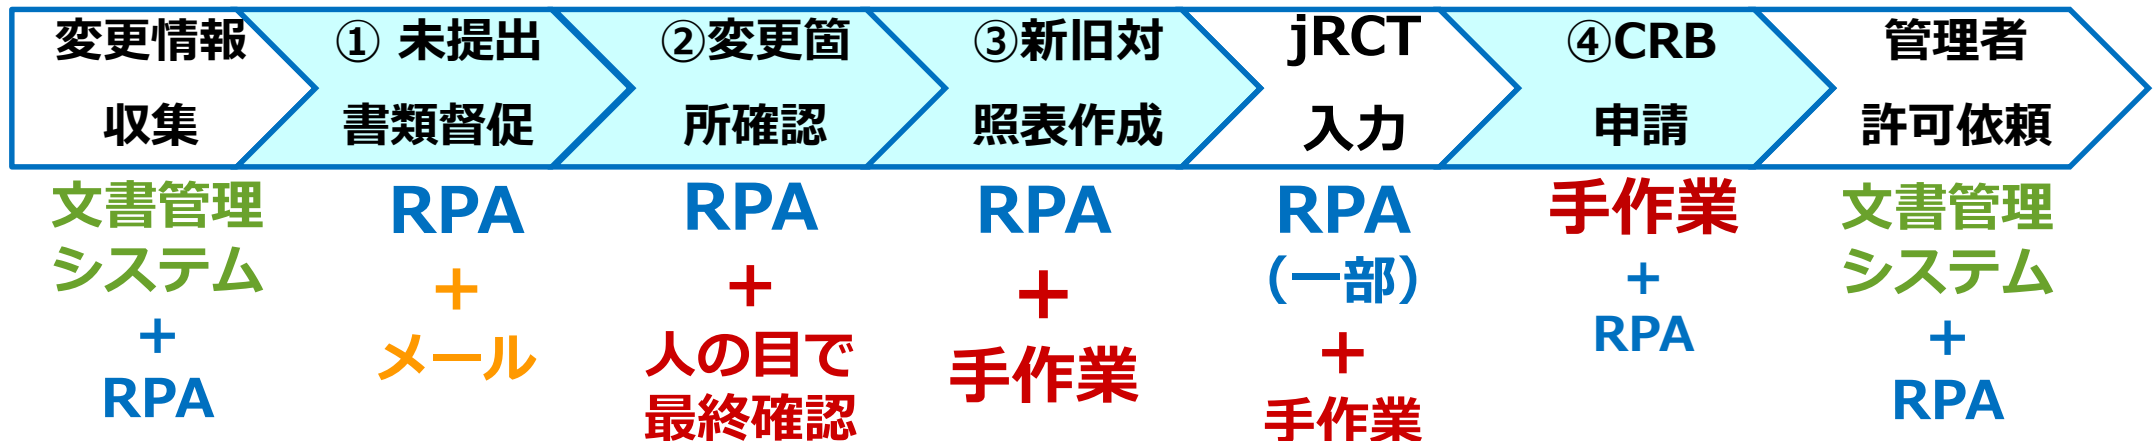 変更情報
収集
① 未提出
書類督促
②変更箇
所確認
③新旧対
照表作成
jRCT
入力
④CRB
申請
管理者
許可依頼
文書管理
システム
+
RPA
RPA
+
メール
RPA
+
人の目で
最終確認
RPA
+
手作業
RPA
(一部)
+
手作業
手作業
+
RPA
文書管理
システム
+
RPA